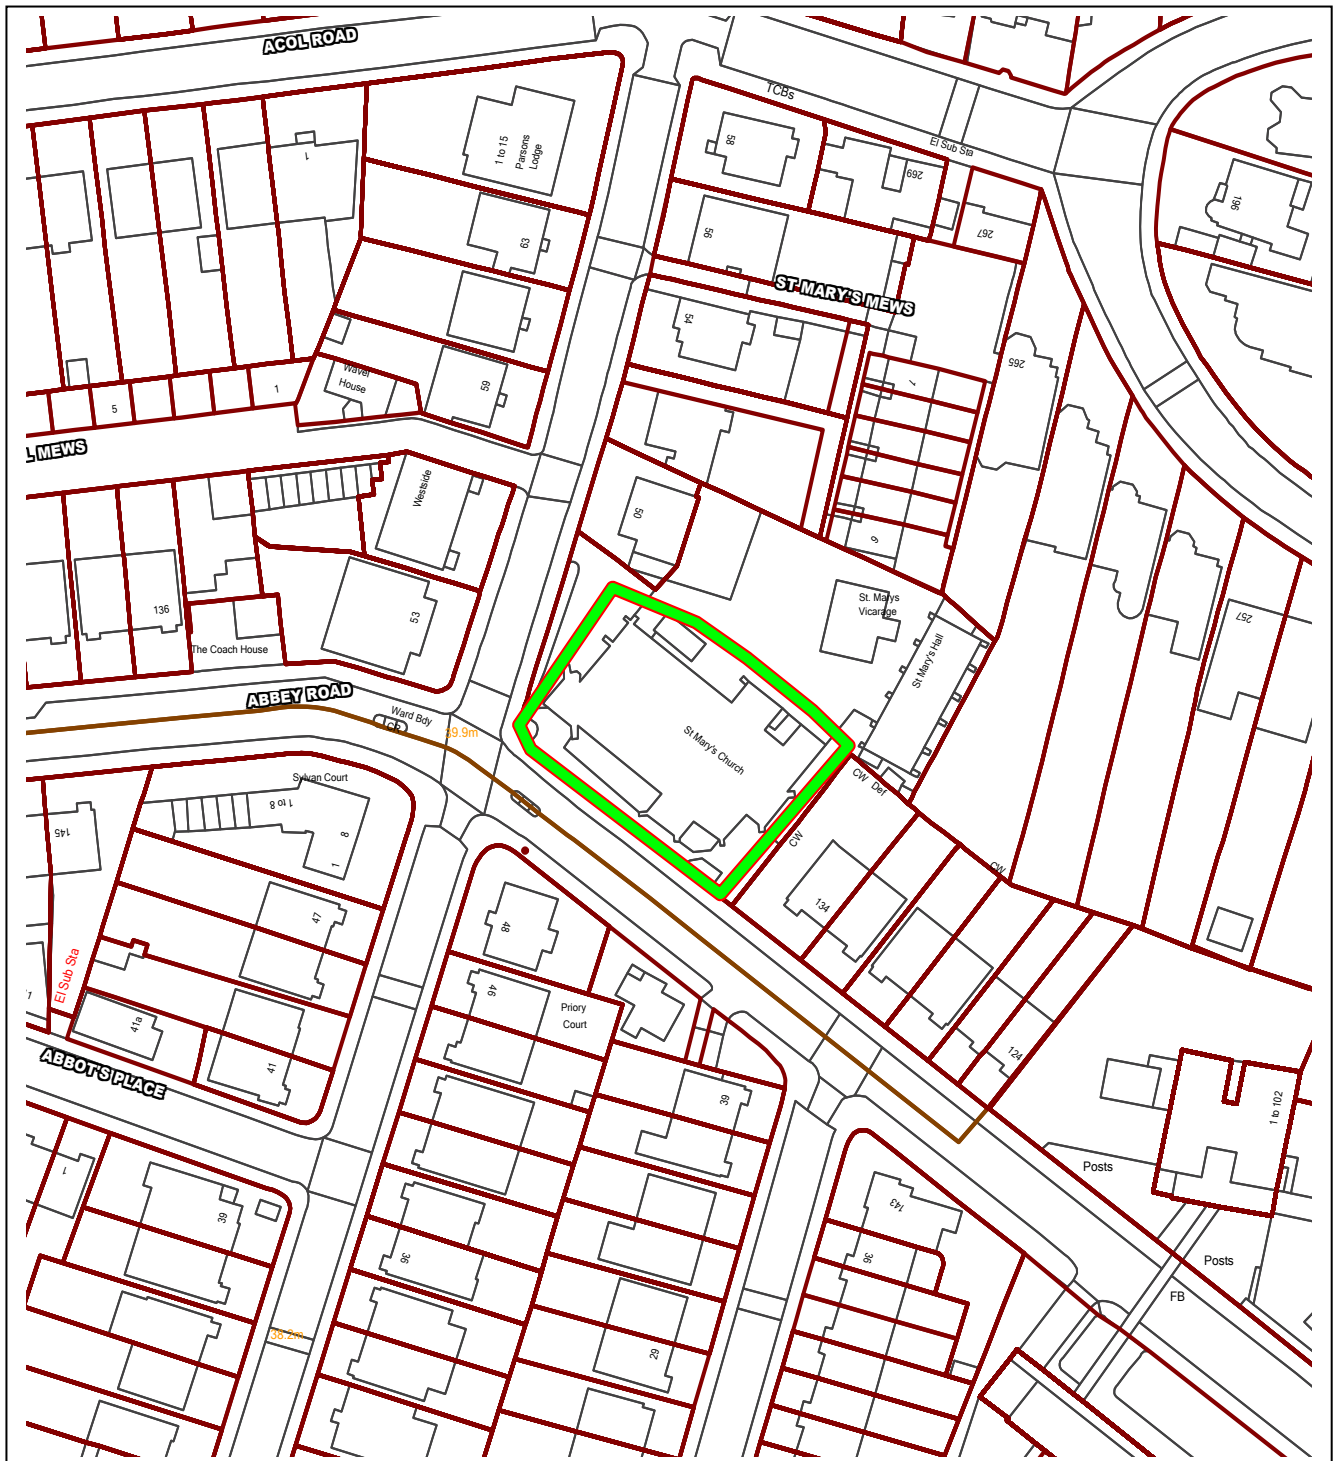 ACOL ROAD
TCBs
El Sub Sta
1
1 to 15
Parsons
Lodge
58
269
196
63
56
267
ST MARY'S MEWS
54
265
Wavel
House
59
7
1
5
L MEWS
Westside
50
9
136
53
St. Marys
Vicarage
257
The Coach House
St Mary's Hall
ABBEY ROAD
Ward Bdy
CR
39.9m
St Mary's Church
Sylvan Court
CW Def
1 to 8
145
8
CW
1
CW
47
134
48
El Sub Sta
46
Priory
Court
41a
124
ABBOT'S PLACE
41
39
1 to 102
1
Posts
39
143
36
36
Posts
FB
38.2m
29